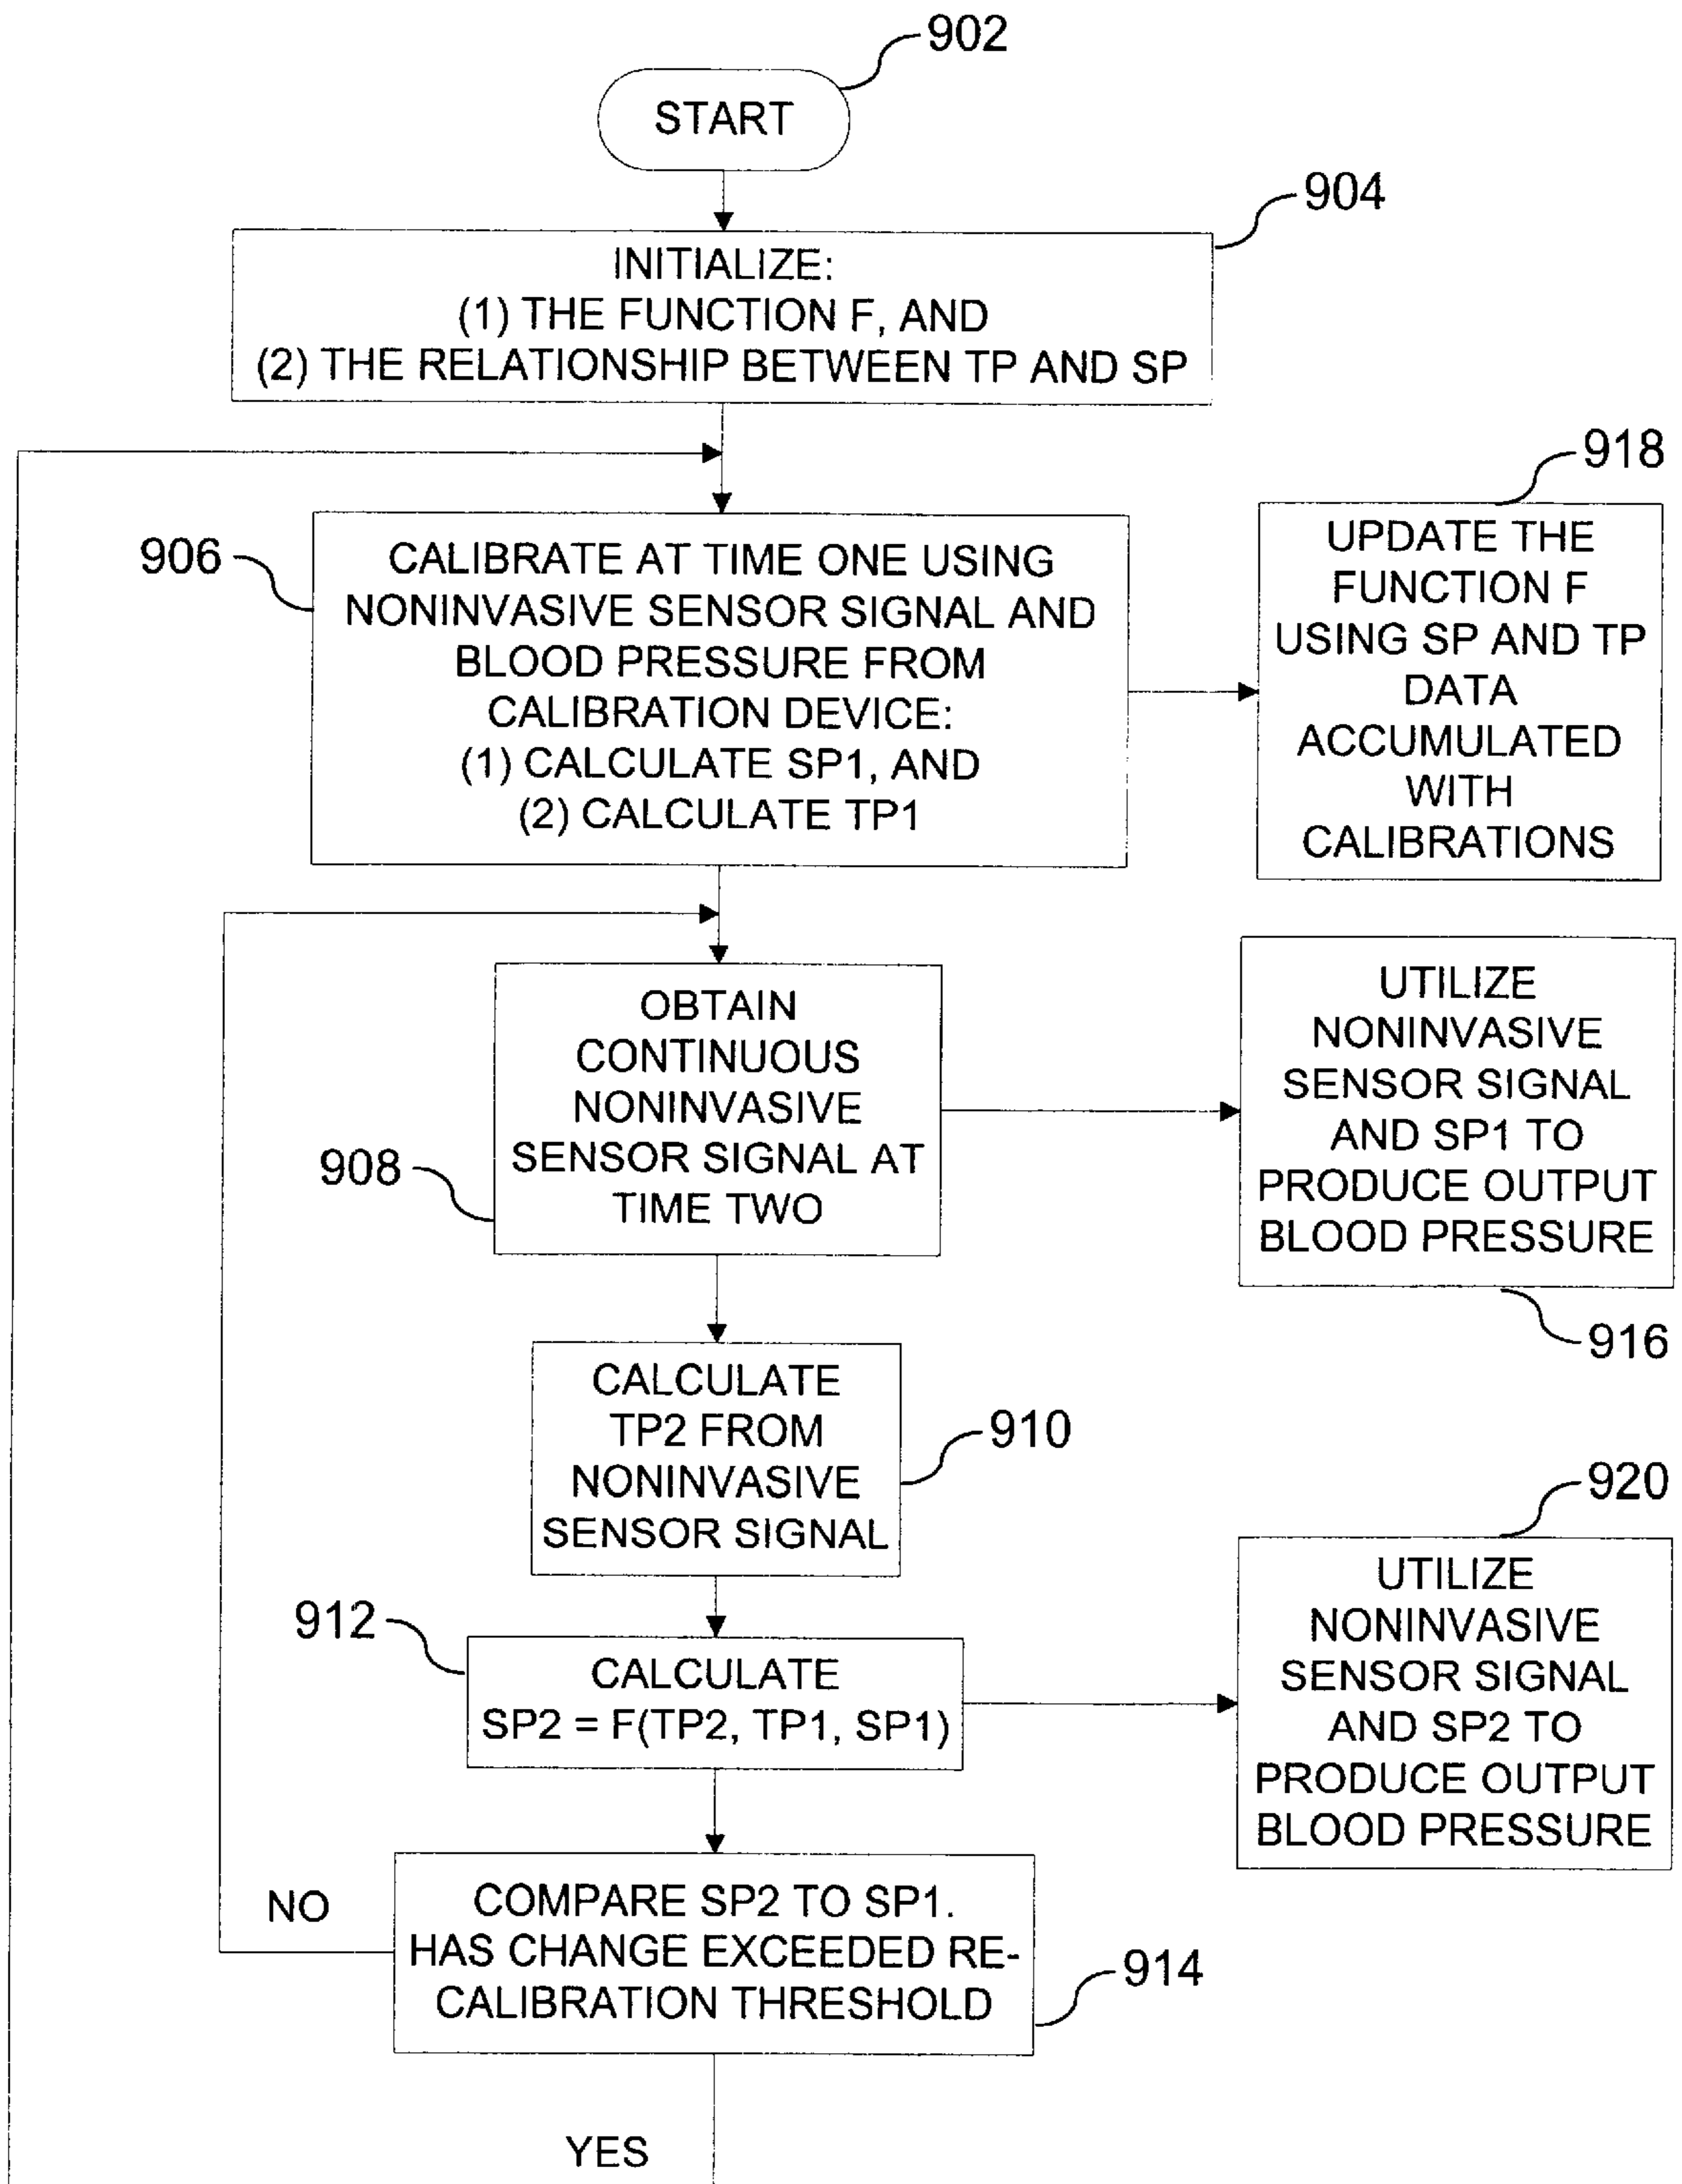 902
START
904
INITIALIZE:
(1) THE FUNCTION F, AND
(2) THE RELATIONSHIP BETWEEN TP AND SP
906
CALIBRATE AT TIME ONE USING
NONINVASIVE SENSOR SIGNAL AND
BLOOD PRESSURE FROM
CALIBRATION DEVICE:
(1) CALCULATE SP1, AND
(2) CALCULATE TP1
918
UPDATE THE
FUNCTION F
USING SP AND TP
DATA
ACCUMULATED
WITH
CALIBRATIONS
908
OBTAIN
CONTINUOUS
NONINVASIVE
SENSOR SIGNAL AT
TIME TWO
UTILIZE
NONINVASIVE
SENSOR SIGNAL
AND SP1 TO
PRODUCE OUTPUT
BLOOD PRESSURE
916
CALCULATE
TP2 FROM
NONINVASIVE
SENSOR SIGNAL
910
912
CALCULATE
SP2 = F(TP2, TP1, SP1)
920
UTILIZE
NONINVASIVE
SENSOR SIGNAL
AND SP2 TO
PRODUCE OUTPUT
BLOOD PRESSURE
NO
COMPARE SP2 TO SP1.
HAS CHANGE EXCEEDED RE-
CALIBRATION THRESHOLD
914
YES